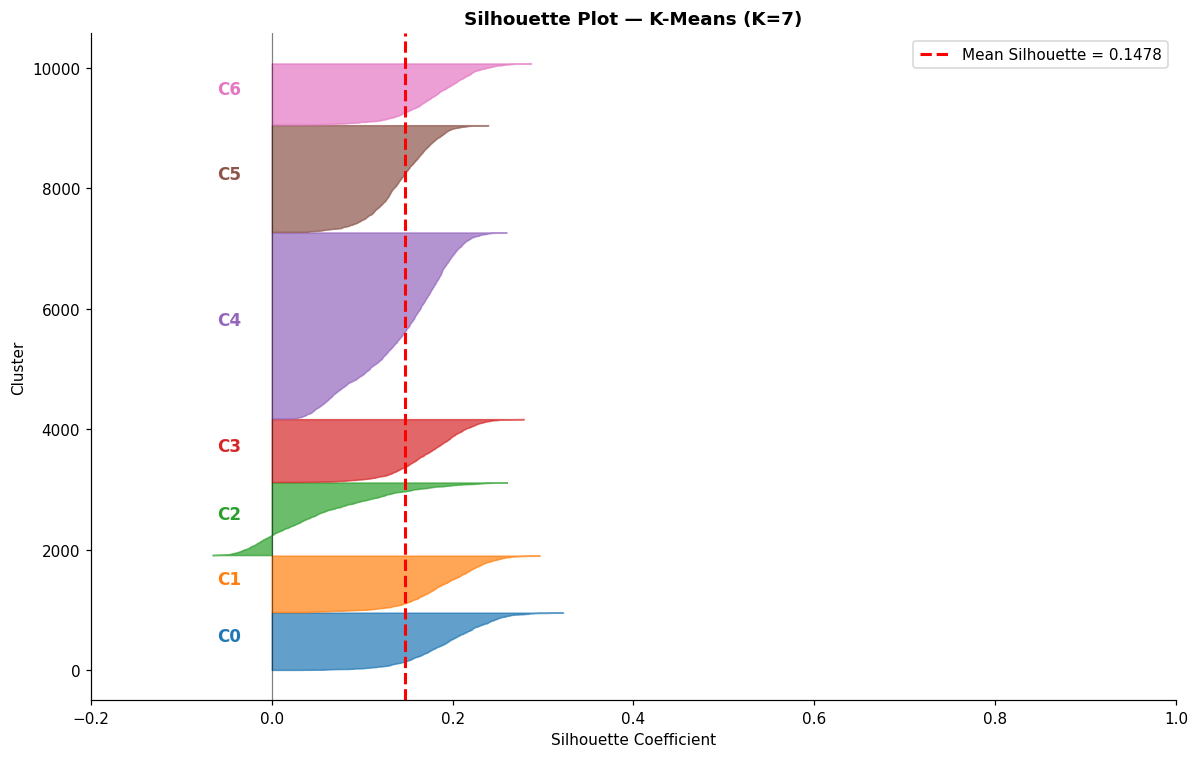 Silhouette Plot — K-Means (K=7)
Mean Silhouette = 0.1478
10000
8000
6000
4000
2000
0
Cluster
C6
C5
C4
C3
C2
C1
C0
−0.2
0.0
0.2
0.4
0.6
0.8
1.0
Silhouette Coefficient